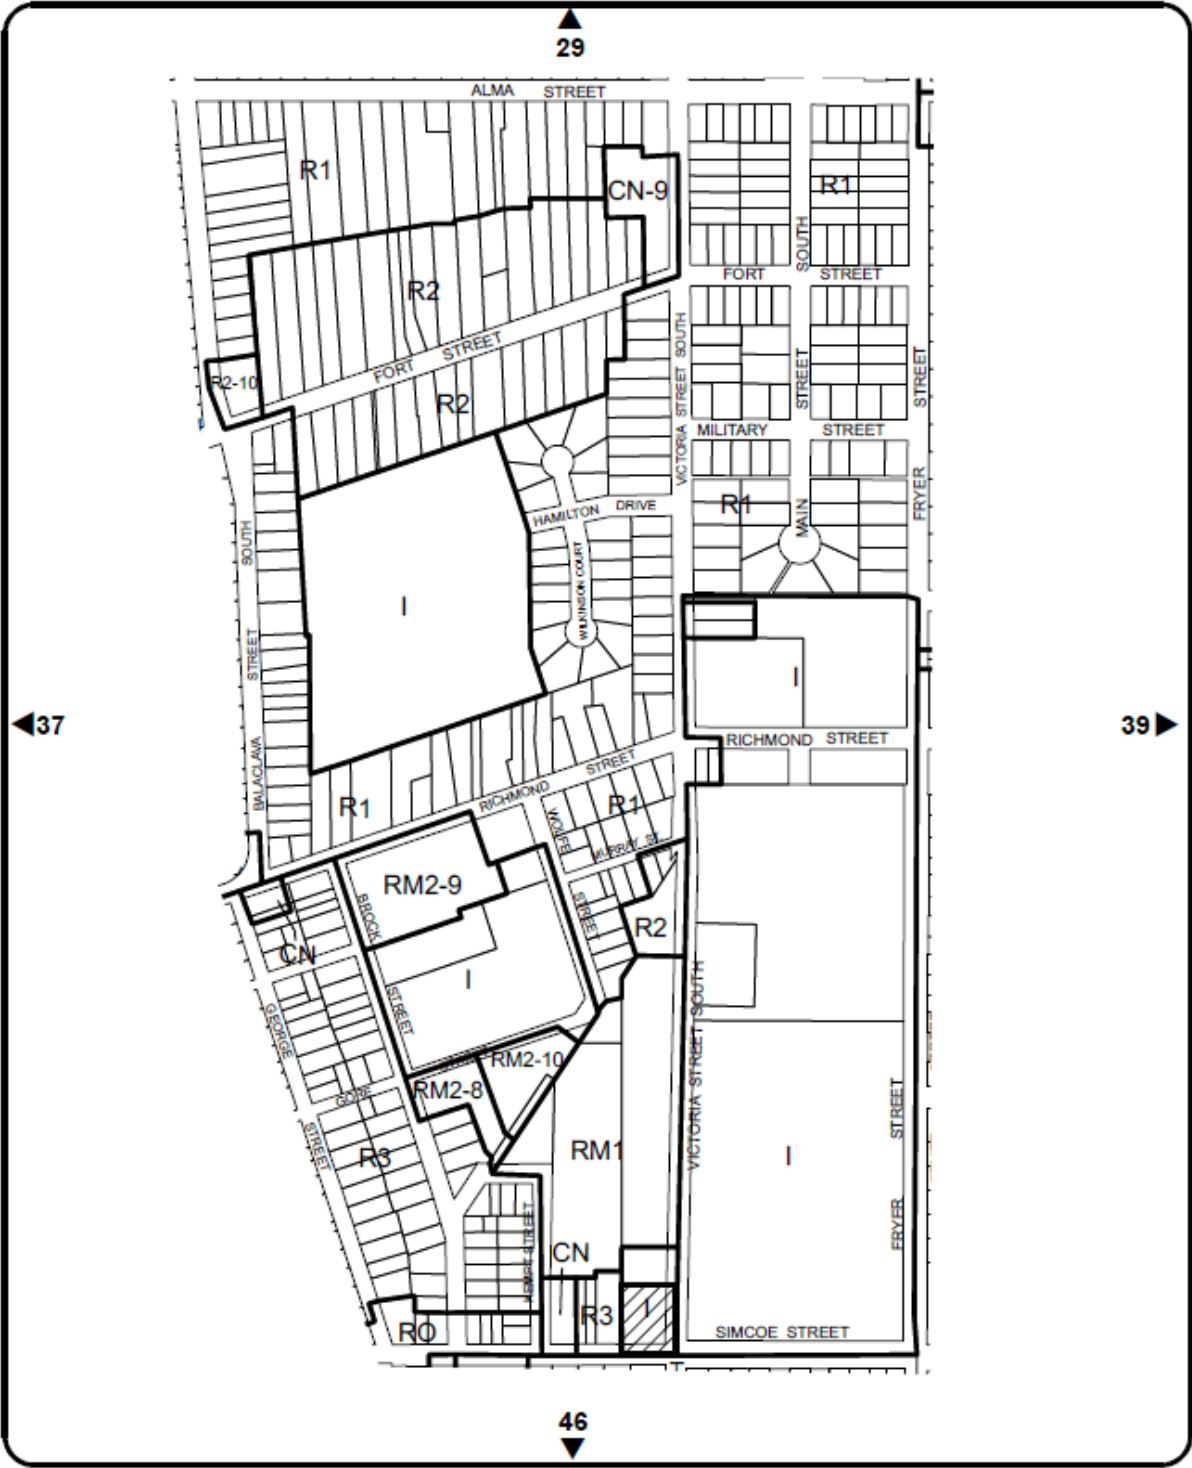 29
ALMA STREET
R1
CN-9
R1
SOUTH
FORT STREET
R2
FORT STREET
VICTORIA STREET SOUTH
STREET
STREET
R2-10
R2
MILITARY STREET
FRYER
R1
MAIN
HAMILTON DRIVE
WILKINSON COURT
SOUTH
STREET
BALACLAVA
I
I
37
39
RICHMOND STREET
RICHMOND STREET
R1
R1
WOLFE
STREET
MURRAY ST
RM2-9
BROCK
STREET
CN
R2
I
GEORGE
STREET
VICTORIA STREET SOUTH
RM2-10
RM2-8
GORE
R3
RM1
I
FRYER STREET
KEMPT STREET
CN
R3
I
RO
SIMCOE STREET
46